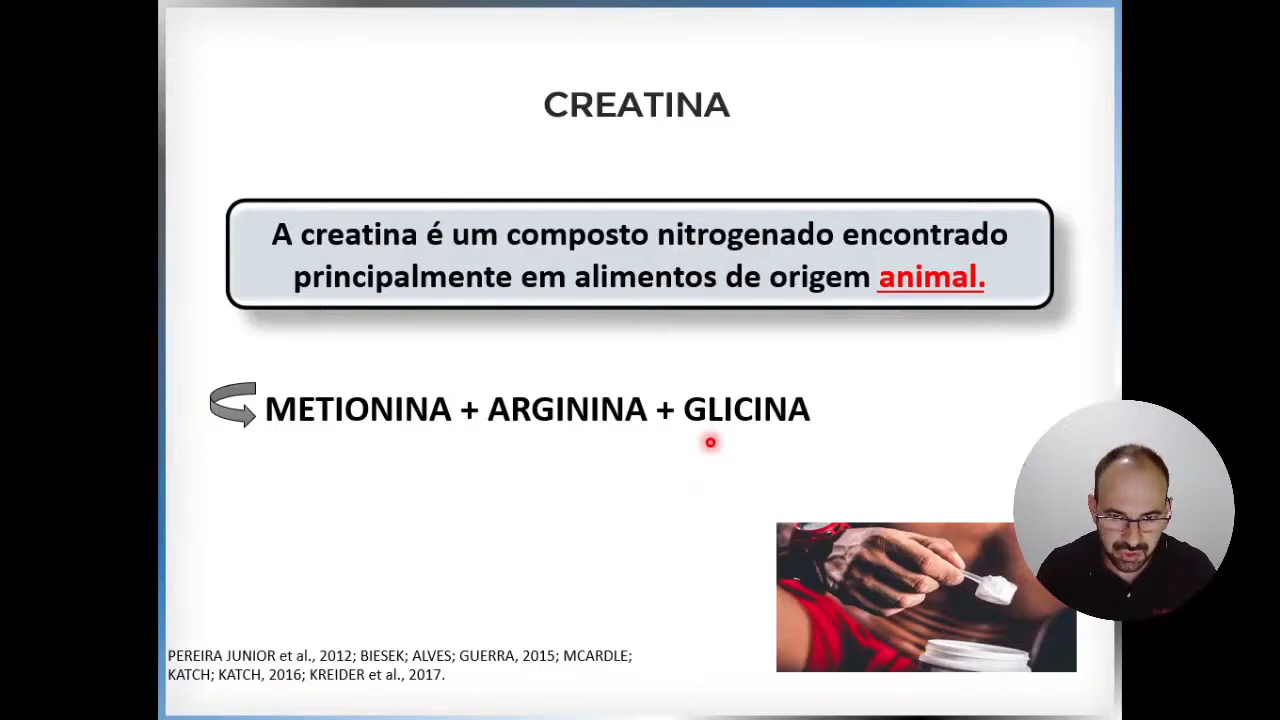 CREATINA
A creatina é um composto nitrogenado encontrado
principalmente em alimentos de origem animal.
METIONINA + ARGININA + GLICINA
PEREIRA JUNIOR et al., 2012; BIESEK; ALVES; GUERRA, 2015; MCARDLE;
KATCH; KATCH, 2016; KREIDER et al., 2017.